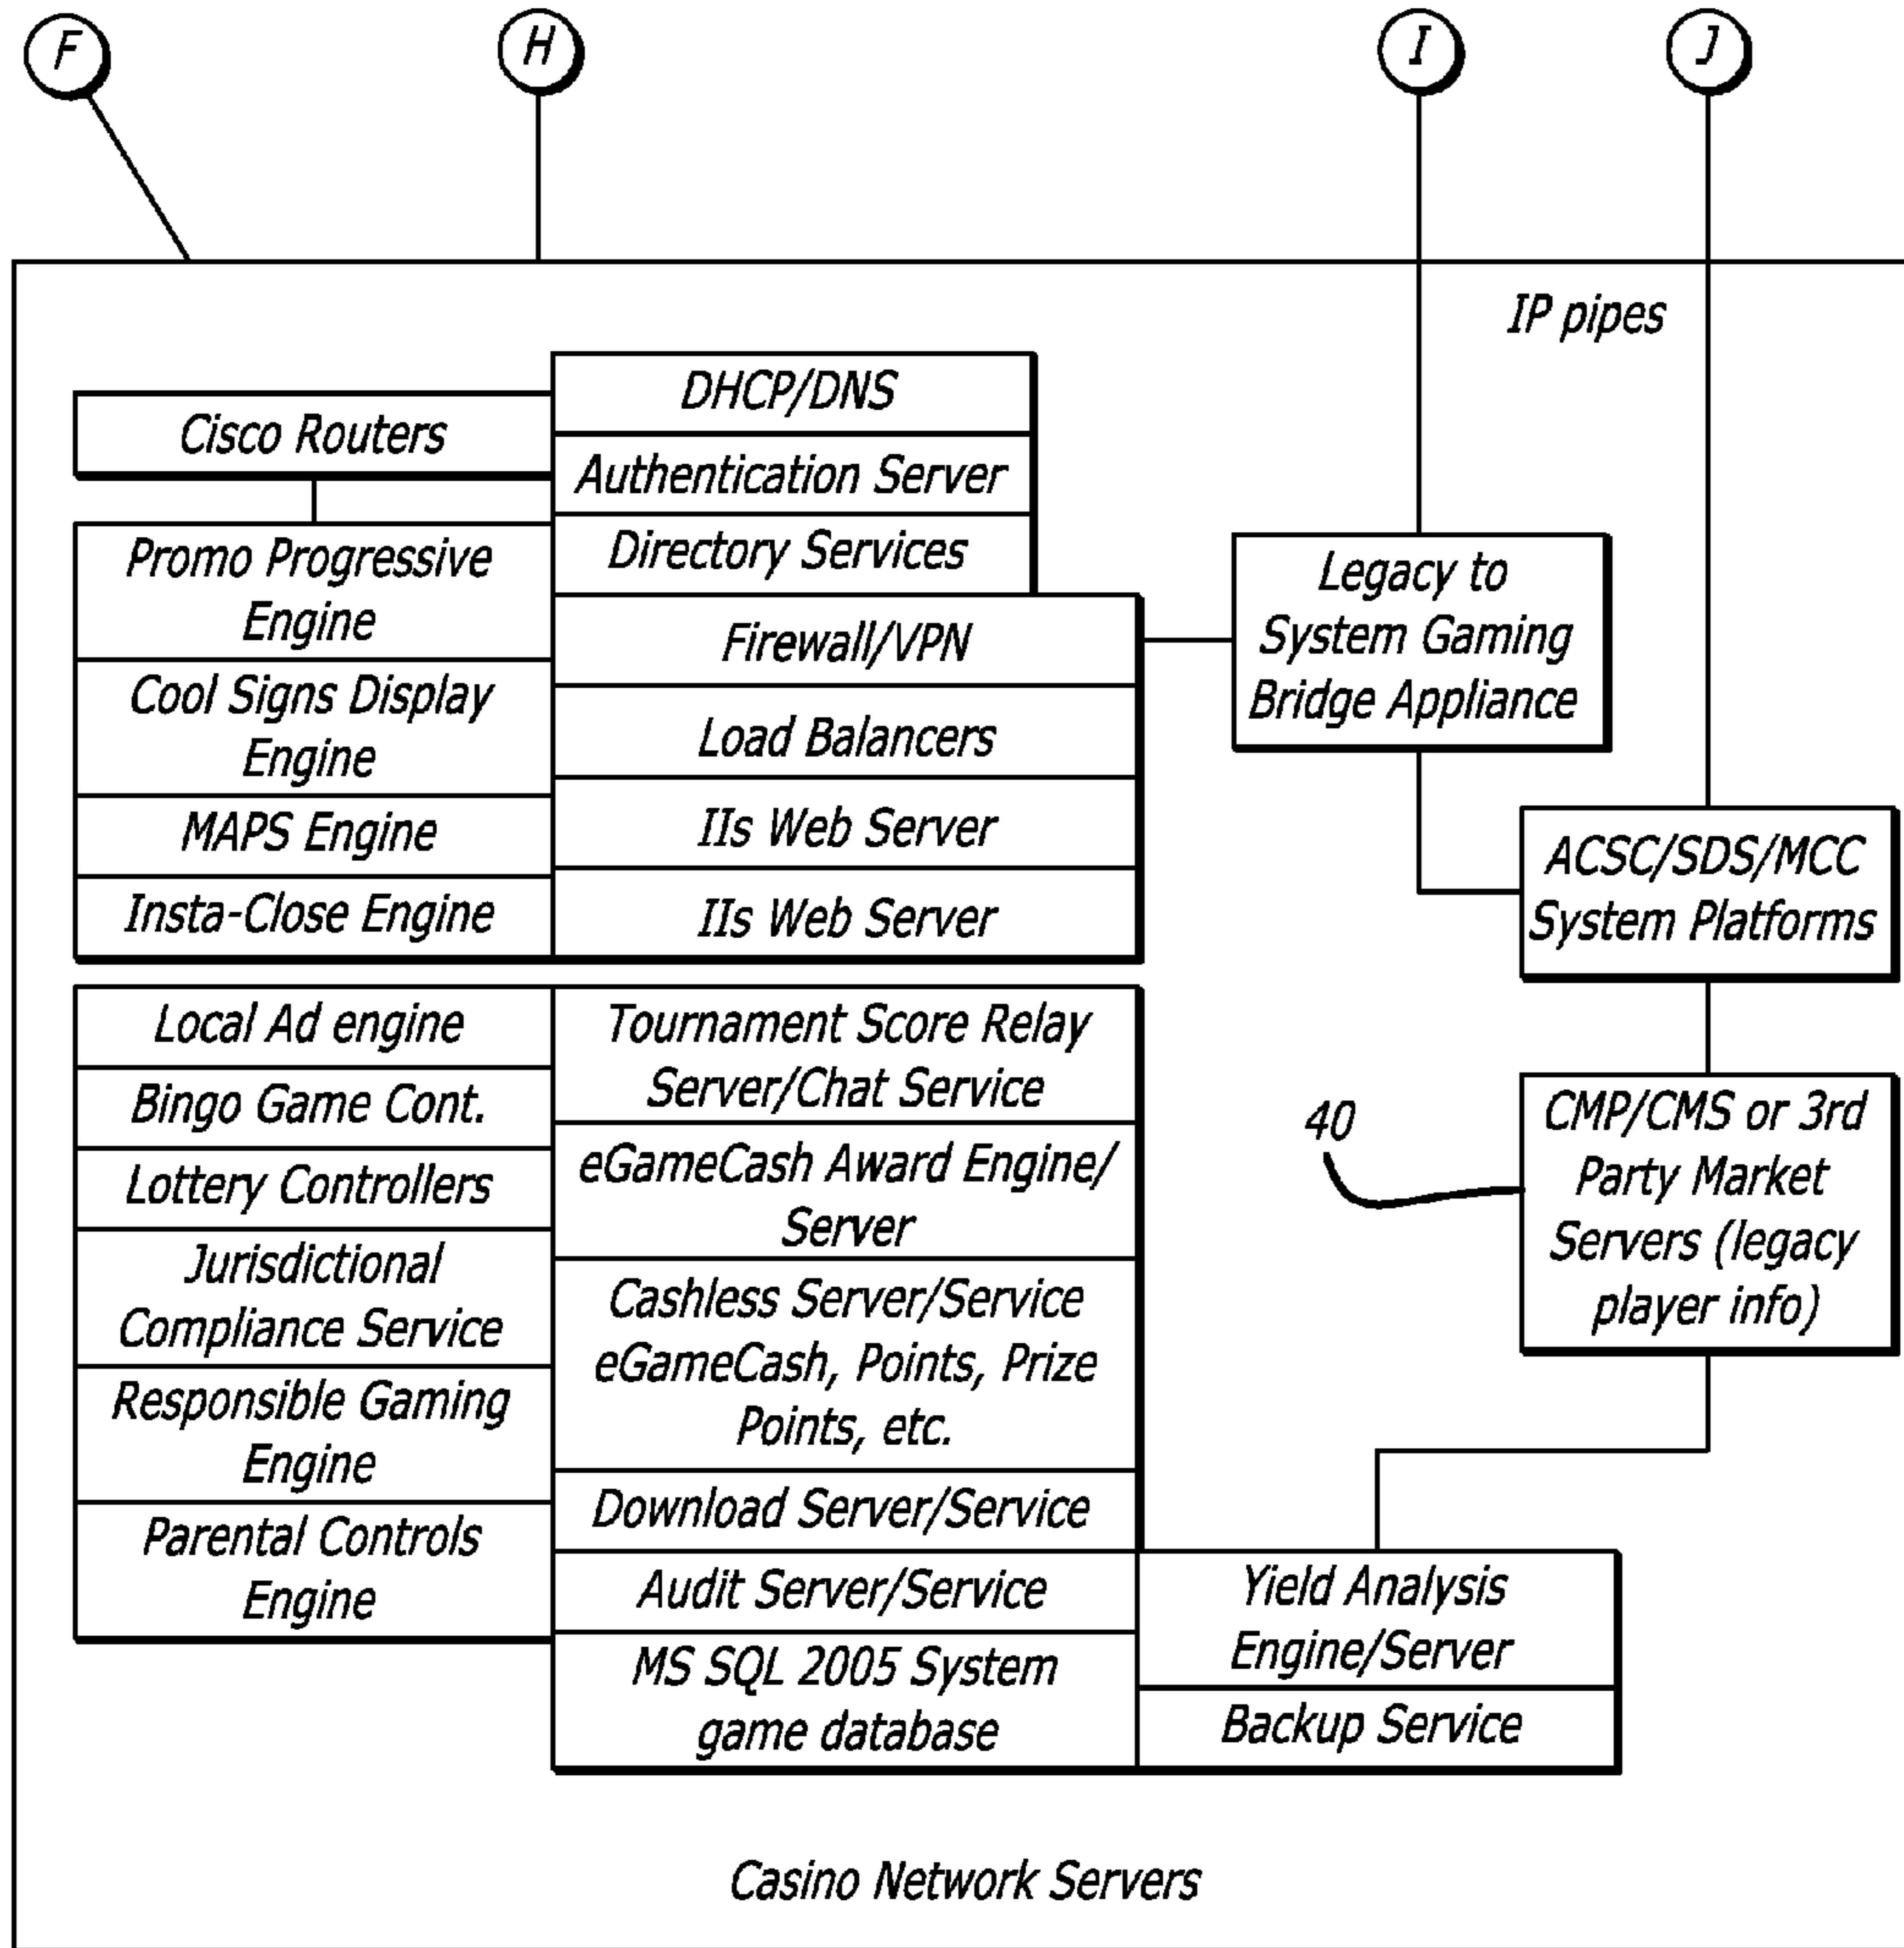 F
H
I
J
IP pipes
Cisco Routers
Promo Progressive
Engine
Cool Signs Display
Engine
MAPS Engine
Insta-Close Engine
DHCP/DNS
Authentication Server
Directory Services
Firewall/VPN
Load Balancers
IIs Web Server
IIs Web Server
Legacy to
System Gaming
Bridge Appliance
ACSC/SDS/MCC
System Platforms
Local Ad engine
Bingo Game Cont.
Lottery Controllers
Jurisdictional
Compliance Service
Responsible Gaming
Engine
Parental Controls
Engine
Tournament Score Relay
Server/Chat Service
eGameCash Award Engine/
Server
Cashless Server/Service
eGameCash, Points, Prize
Points, etc.
Download Server/Service
Audit Server/Service
MS SQL 2005 System
game database
40
CMP/CMS or 3rd
Party Market
Servers (legacy
player info)
Yield Analysis
Engine/Server
Backup Service
Casino Network Servers